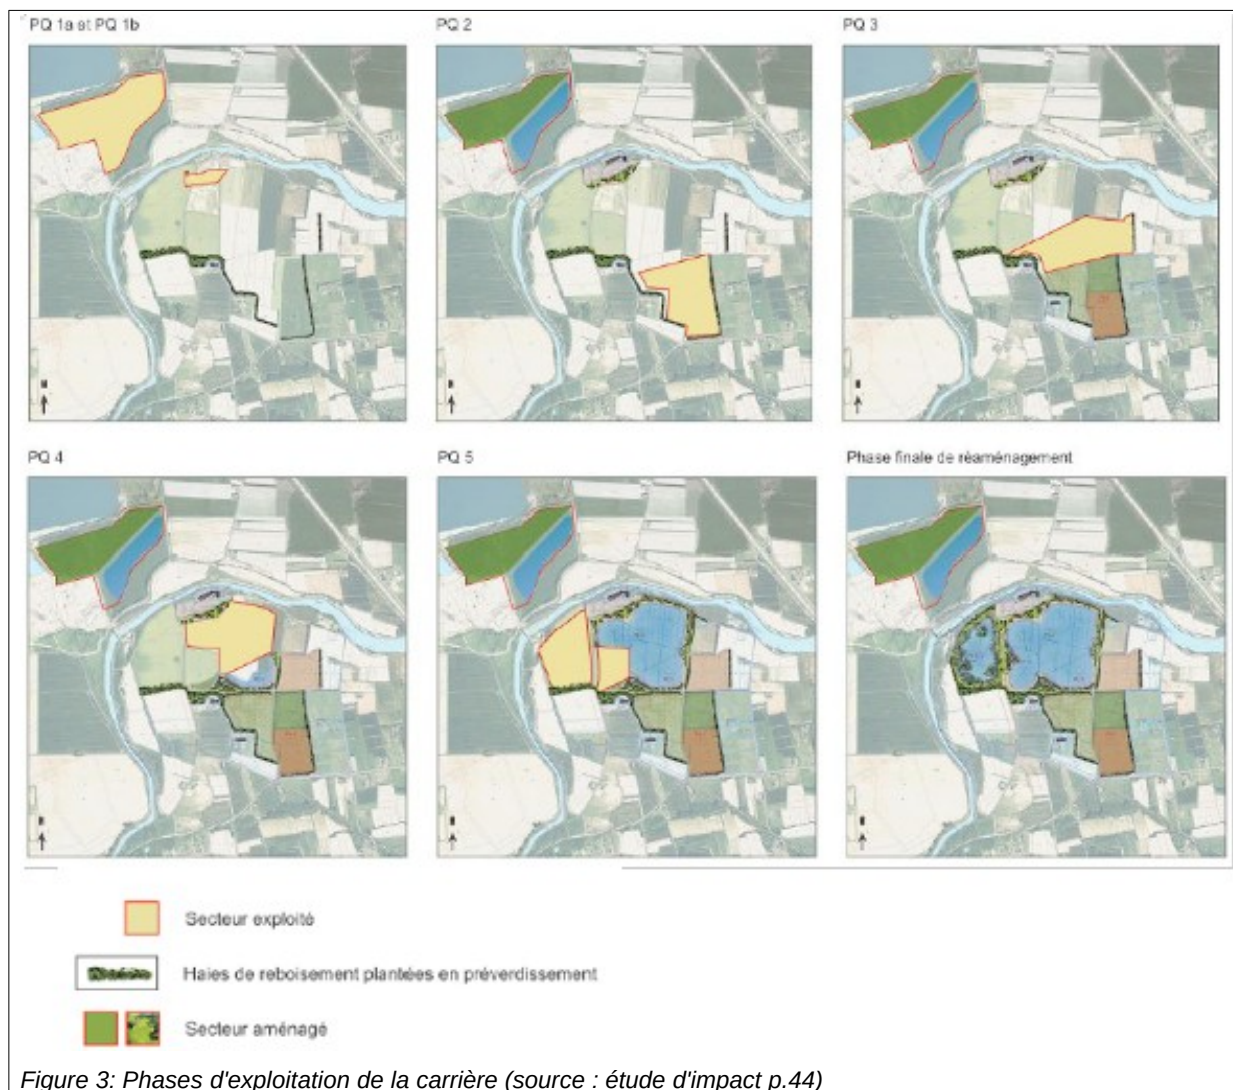 PQ 1a at PQ 1b
PQ 2
PQ 3
PQ 4
PQ 5
Phase finale de réaménagement
Secteur exploité
Haies de reboisement plantées en préverdissement
Secteur aménagé
Figure 3: Phases d'exploitation de la carrière (source : étude d'impact p.44)